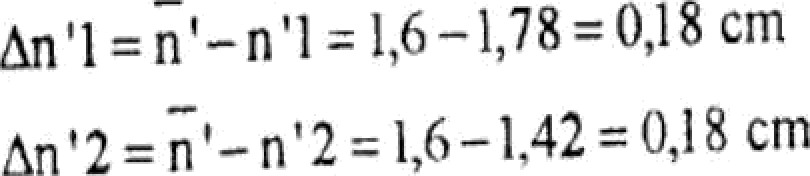 Δn'1 = n̅'− n'1 = 1,6 − 1,78 = 0,18 cm
Δn'2 = n̅'− n'2 = 1,6 − 1,42 = 0,18 cm